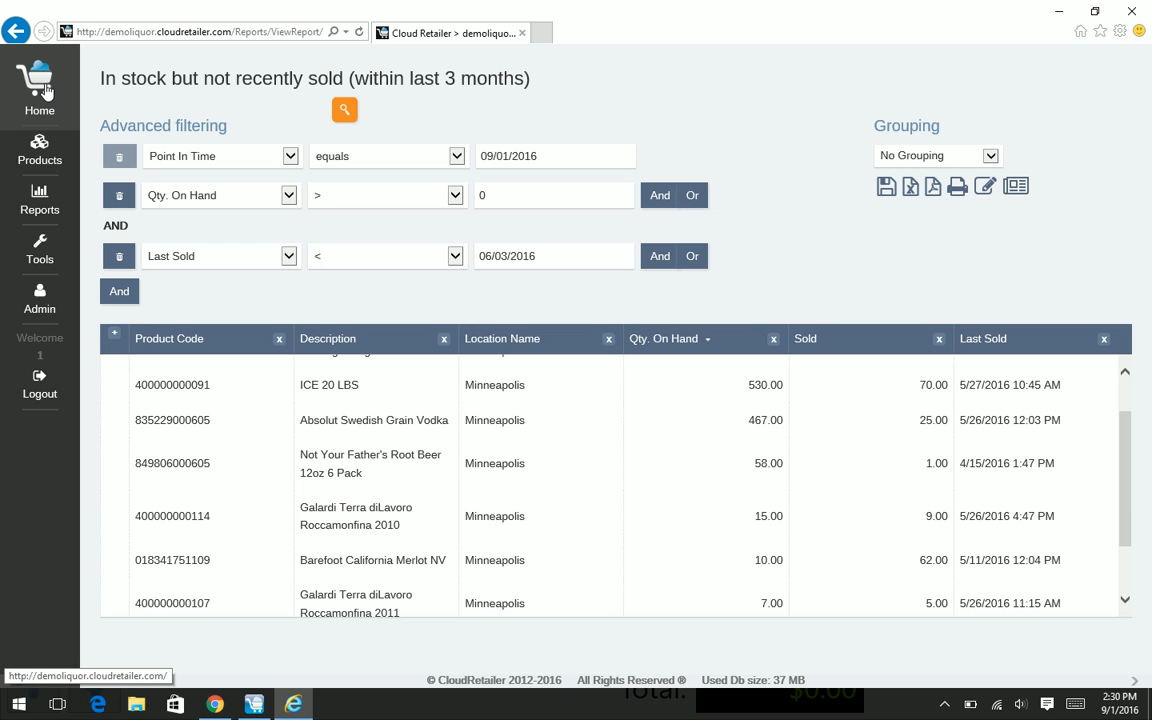 http://demoliquor.cloudretailer.com/Reports/ViewReport/
Cloud Retailer > demoliquo...
Home
Products
Reports
Tools
Admin
Welcome
1
Logout
In stock but not recently sold (within last 3 months)
Advanced filtering
Grouping
Point In Time equals 09/01/2016
No Grouping
Qty. On Hand > 0 And Or
AND
Last Sold < 06/03/2016 And Or
And
+ Product Code x Description x Location Name x Qty. On Hand x Sold x Last Sold x
400000000091 ICE 20 LBS Minneapolis 530.00 70.00 5/27/2016 10:45 AM
835229000605 Absolut Swedish Grain Vodka Minneapolis 467.00 25.00 5/26/2016 12:03 PM
849806000605 Not Your Father's Root Beer 12oz 6 Pack Minneapolis 58.00 1.00 4/15/2016 1:47 PM
400000000114 Galardi Terra diLavoro Roccamonfina 2010 Minneapolis 15.00 9.00 5/26/2016 4:47 PM
018341751109 Barefoot California Merlot NV Minneapolis 10.00 62.00 5/11/2016 12:04 PM
400000000107 Galardi Terra diLavoro Roccamonfina 2011 Minneapolis 7.00 5.00 5/26/2016 11:15 AM
http://demoliquor.cloudretailer.com/
© CloudRetailer 2012-2016 All Rights Reserved ® Used Db size: 37 MB
Total: $0.00
2:30 PM
9/1/2016